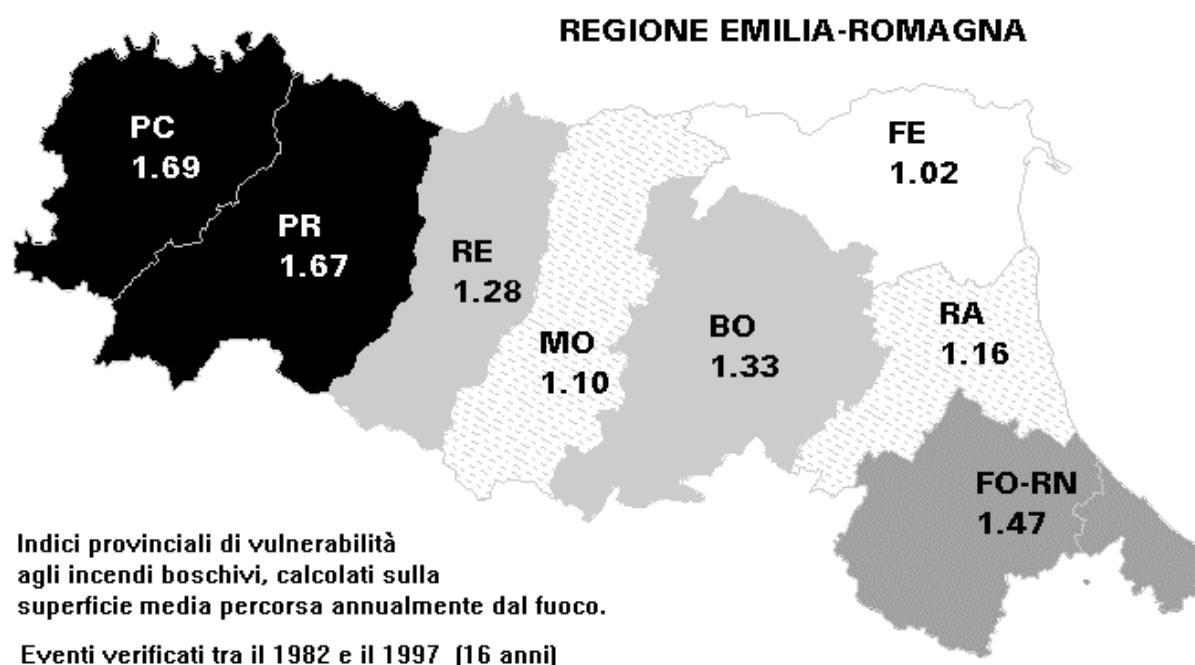 REGIONE EMILIA-ROMAGNA
PC
1.69
PR
1.67
RE
1.28
MO
1.10
BO
1.33
FE
1.02
RA
1.16
FO-RN
1.47
Indici provinciali di vulnerabilità
agli incendi boschivi, calcolati sulla
superficie media percorsa annualmente dal fuoco.
Eventi verificati tra il 1982 e il 1997 (16 anni)